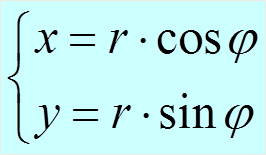 x = r · cos φ
y = r · sin φ